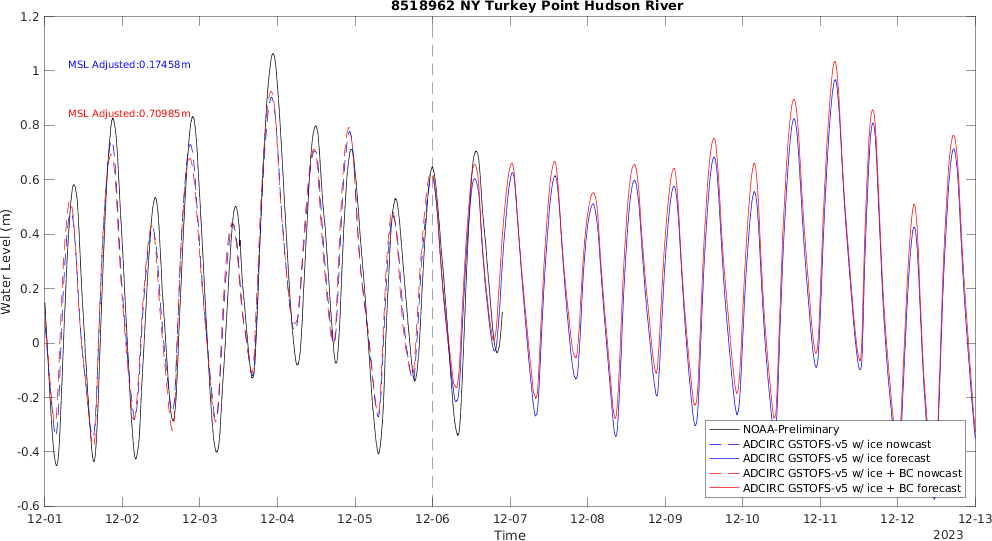 8518962 NY Turkey Point Hudson River
1.2
1
0.8
0.6
0.4
0.2
0
-0.2
-0.4
-0.6
Water Level (m)
MSL Adjusted:0.17458m
MSL Adjusted:0.70985m
NOAA-Preliminary
ADCIRC GSTOFS-v5 w/ ice nowcast
ADCIRC GSTOFS-v5 w/ ice forecast
ADCIRC GSTOFS-v5 w/ ice + BC nowcast
ADCIRC GSTOFS-v5 w/ ice + BC forecast
12-01 12-02 12-03 12-04 12-05 12-06 12-07 12-08 12-09 12-10 12-11 12-12 12-13
Time
2023